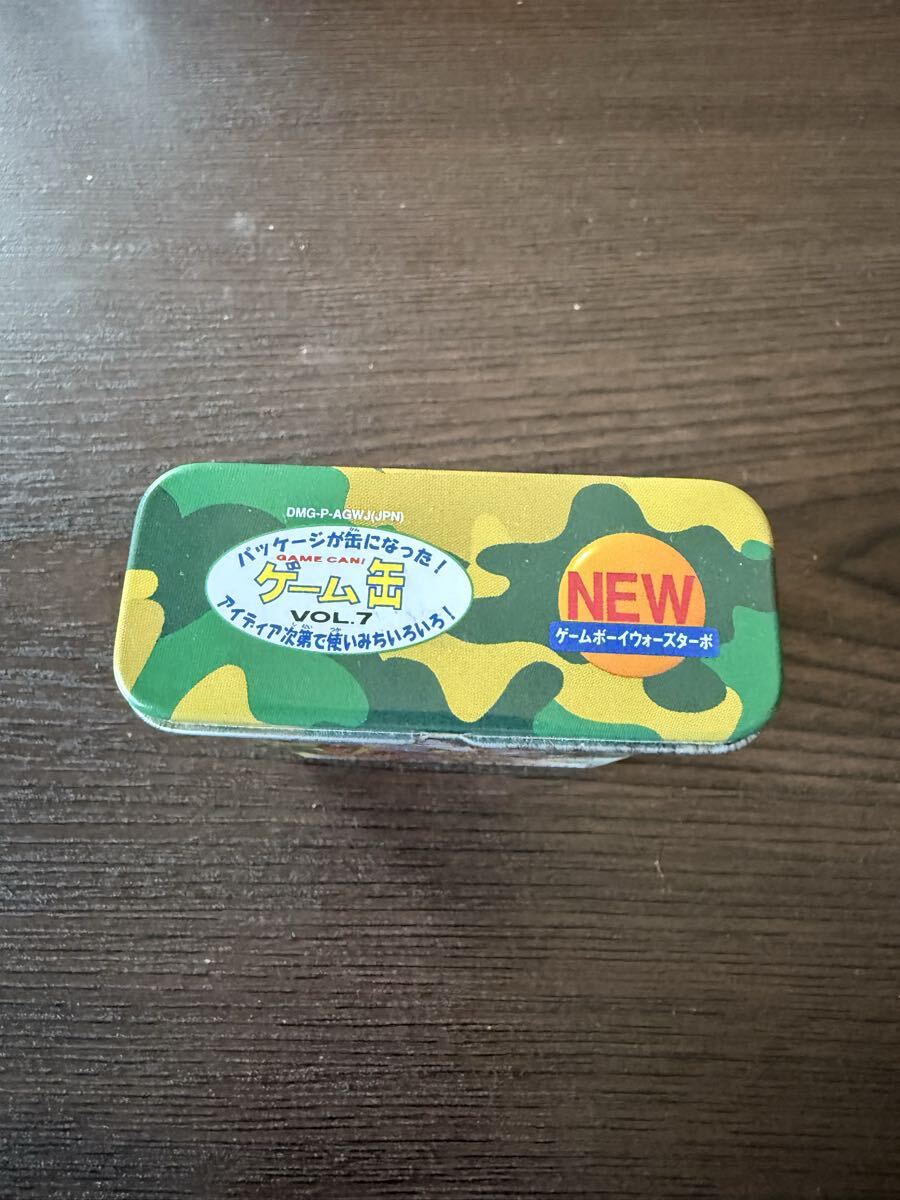 DMG-P-AGWJ(JPN)
パッケージが缶になった！
GAME CAN!
ゲーム缶
VOL.7
アイディア次第で使いみちいろいろ！
NEW
ゲームボーイウォーズターボ